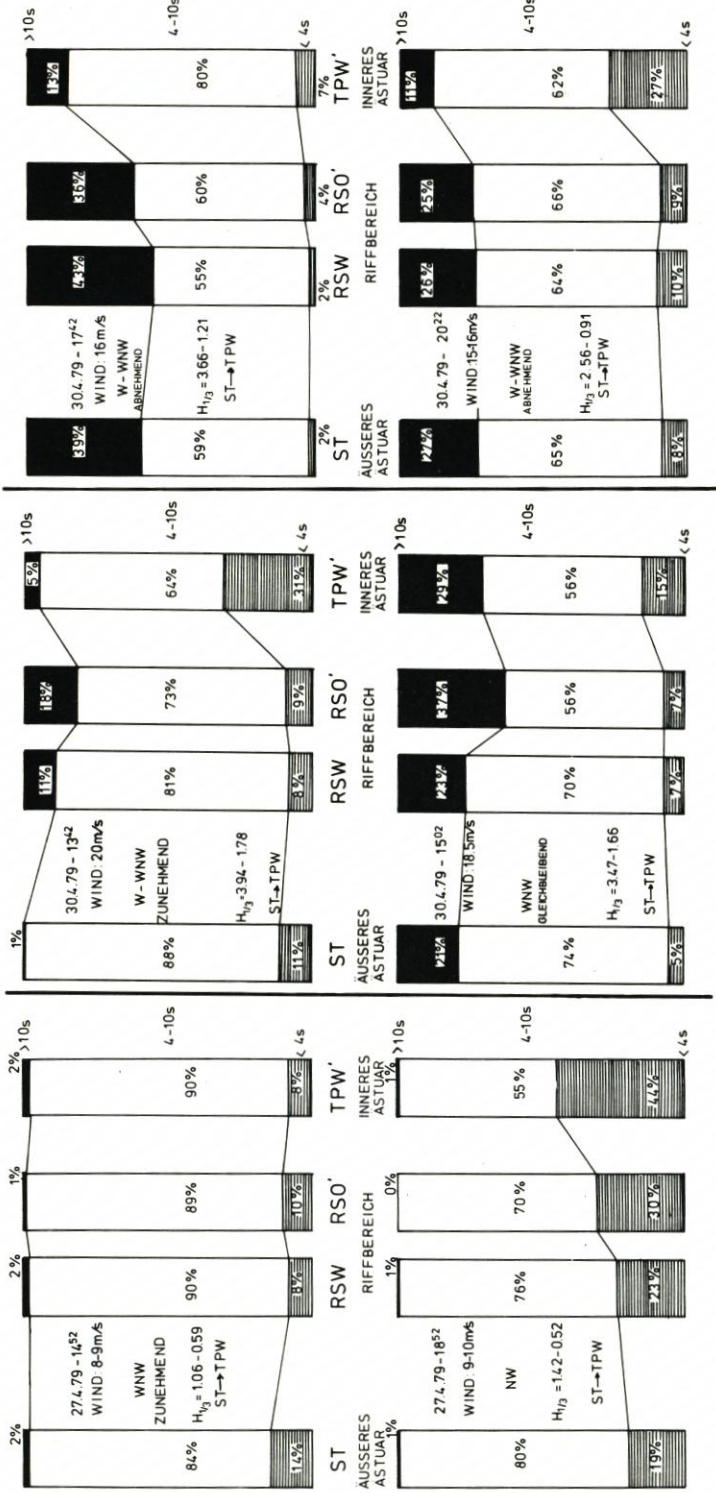 2%
2%
1%
2%
>10s
27.4.79 -14⁵²
WIND: 8-9m/s
WNW
ZUNEHMEND
H₁/₃ = 1.06 - 0.59
ST→TPW
84%
90%
89%
90%
4-10s
14%
8%
10%
8%
< 4s
ST
RSW
RSO'
TPW'
ÄUSSERES
ÄSTUAR
RIFFBEREICH
INNERES
ÄSTUAR
1%
1%
0%
1%
>10s
27.4.79 -18⁵²
WIND: 9-10m/s
NW
H₁/₃ = 1.42 - 0.52
ST→TPW
80%
76%
70%
55%
4-10s
19%
23%
30%
44%
< 4s
1%
11%
18%
5%
>10s
30.4.79 - 13⁴²
WIND: 20m/s
W - WNW
ZUNEHMEND
H₁/₃ = 3.94 - 1.78
ST→TPW
88%
81%
73%
64%
4-10s
11%
8%
9%
31%
< 4s
ST
RSW
RSO'
TPW'
ÄUSSERES
ÄSTUAR
RIFFBEREICH
INNERES
ÄSTUAR
21%
23%
37%
29%
>10s
30.4.79 - 15⁰²
WIND: 18.5m/s
WNW
GLEICHBLEIBEND
H₁/₃ = 3.47-1.66
ST→TPW
74%
70%
56%
56%
4-10s
5%
7%
7%
15%
< 4s
39%
43%
36%
13%
>10s
30.4.79 - 17⁴²
WIND: 16m/s
W - WNW
ABNEHMEND
H₁/₃ = 3.66 - 1.21
ST→TPW
59%
55%
60%
80%
4-10s
2%
2%
4%
7%
< 4s
ST
RSW
RSO'
TPW'
ÄUSSERES
ÄSTUAR
RIFFBEREICH
INNERES
ÄSTUAR
27%
26%
25%
11%
>10s
30.4.79 - 20²²
WIND:15-16m/s
W-WNW
ABNEHMEND
H₁/₃ = 2.56 - 0.91
ST→TPW
65%
64%
66%
62%
4-10s
8%
10%
9%
27%
< 4s